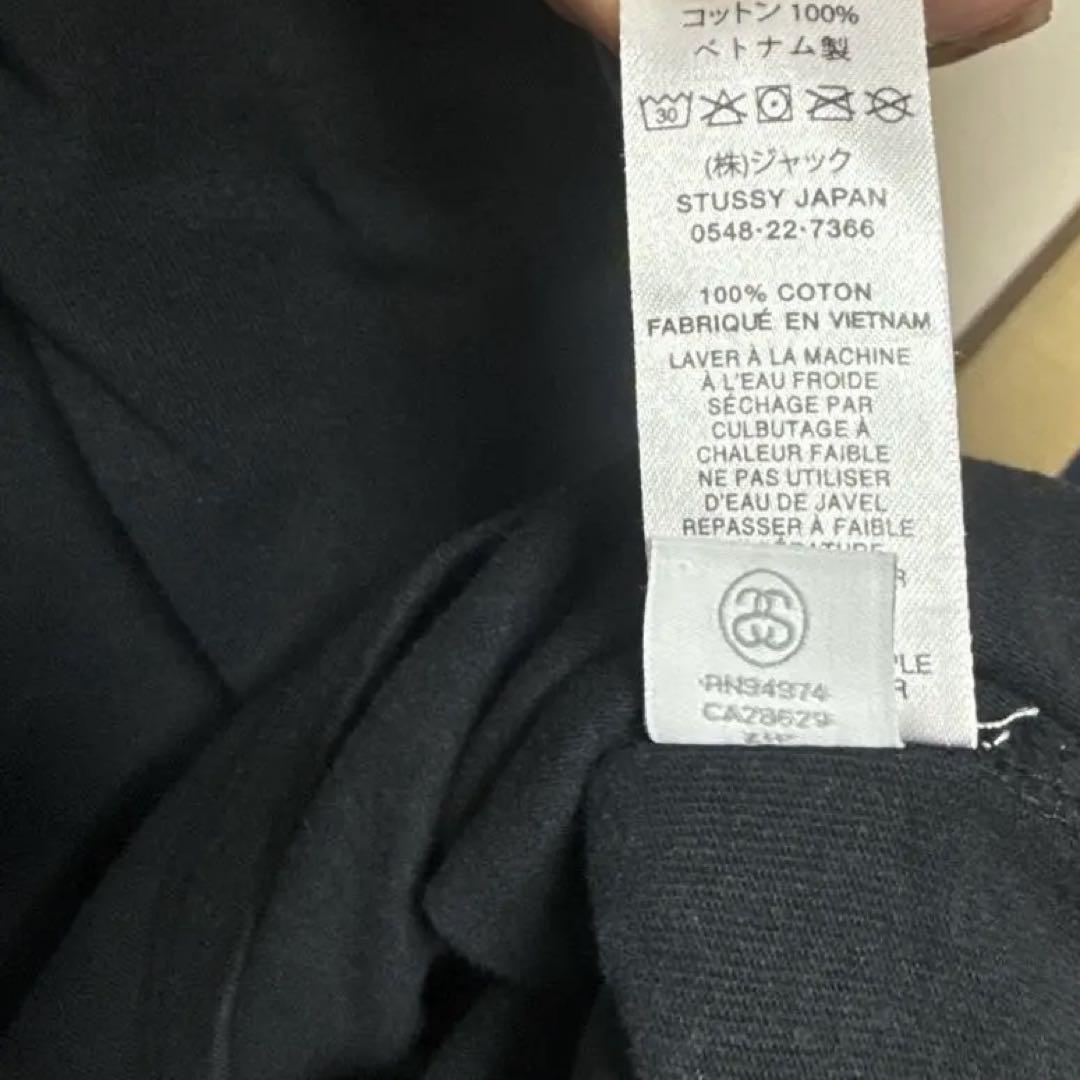 コットン 100%
ベトナム製
30
(株)ジャック
STUSSY JAPAN
0548·22·7366
100% COTON
FABRIQUÉ EN VIETNAM
LAVER À LA MACHINE
À L'EAU FROIDE
SÉCHAGE PAR
CULBUTAGE À
CHALEUR FAIBLE
NE PAS UTILISER
D'EAU DE JAVEL
REPASSER À FAIBLE
RN94974
CA28629